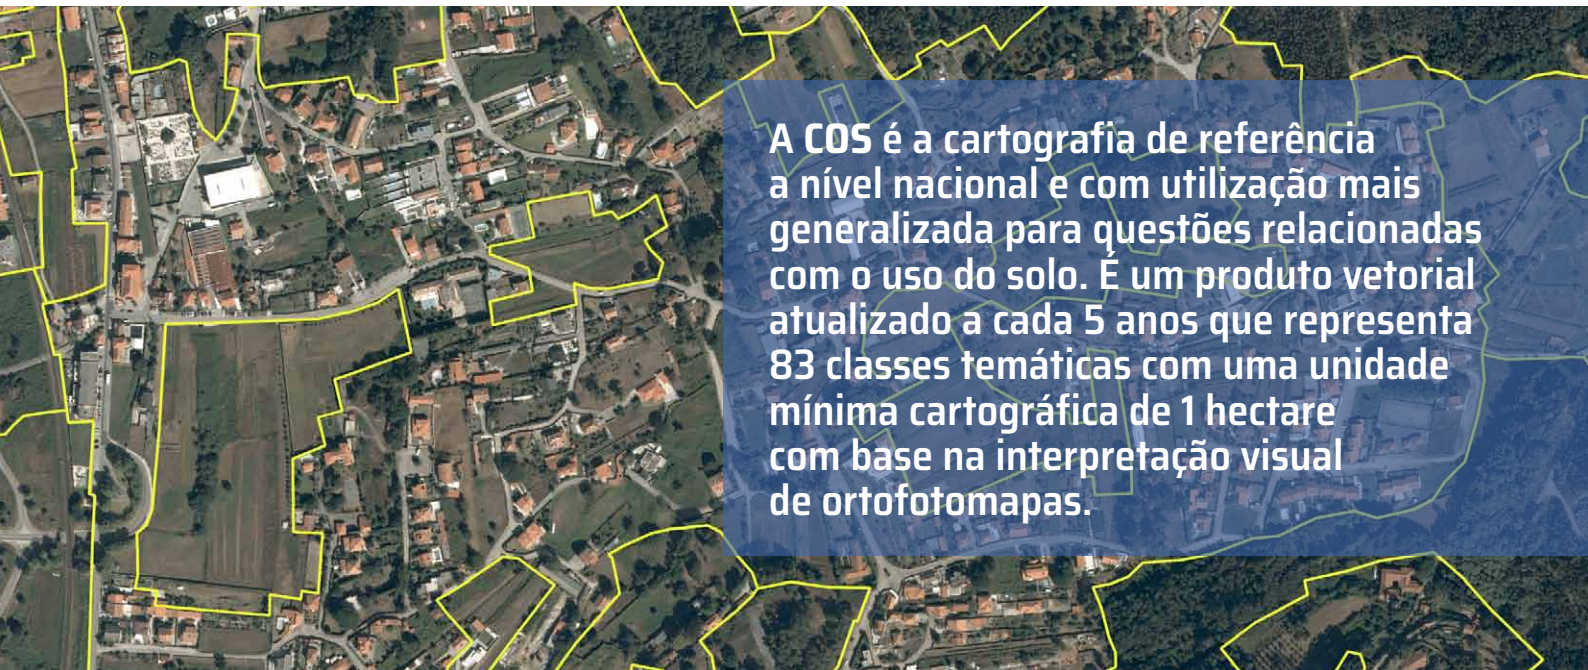 A COS é a cartografia de referência
a nível nacional e com utilização mais
generalizada para questões relacionadas
com o uso do solo. É um produto vetorial
atualizado a cada 5 anos que representa
83 classes temáticas com uma unidade
mínima cartográfica de 1 hectare
com base na interpretação visual
de ortofotomapas.